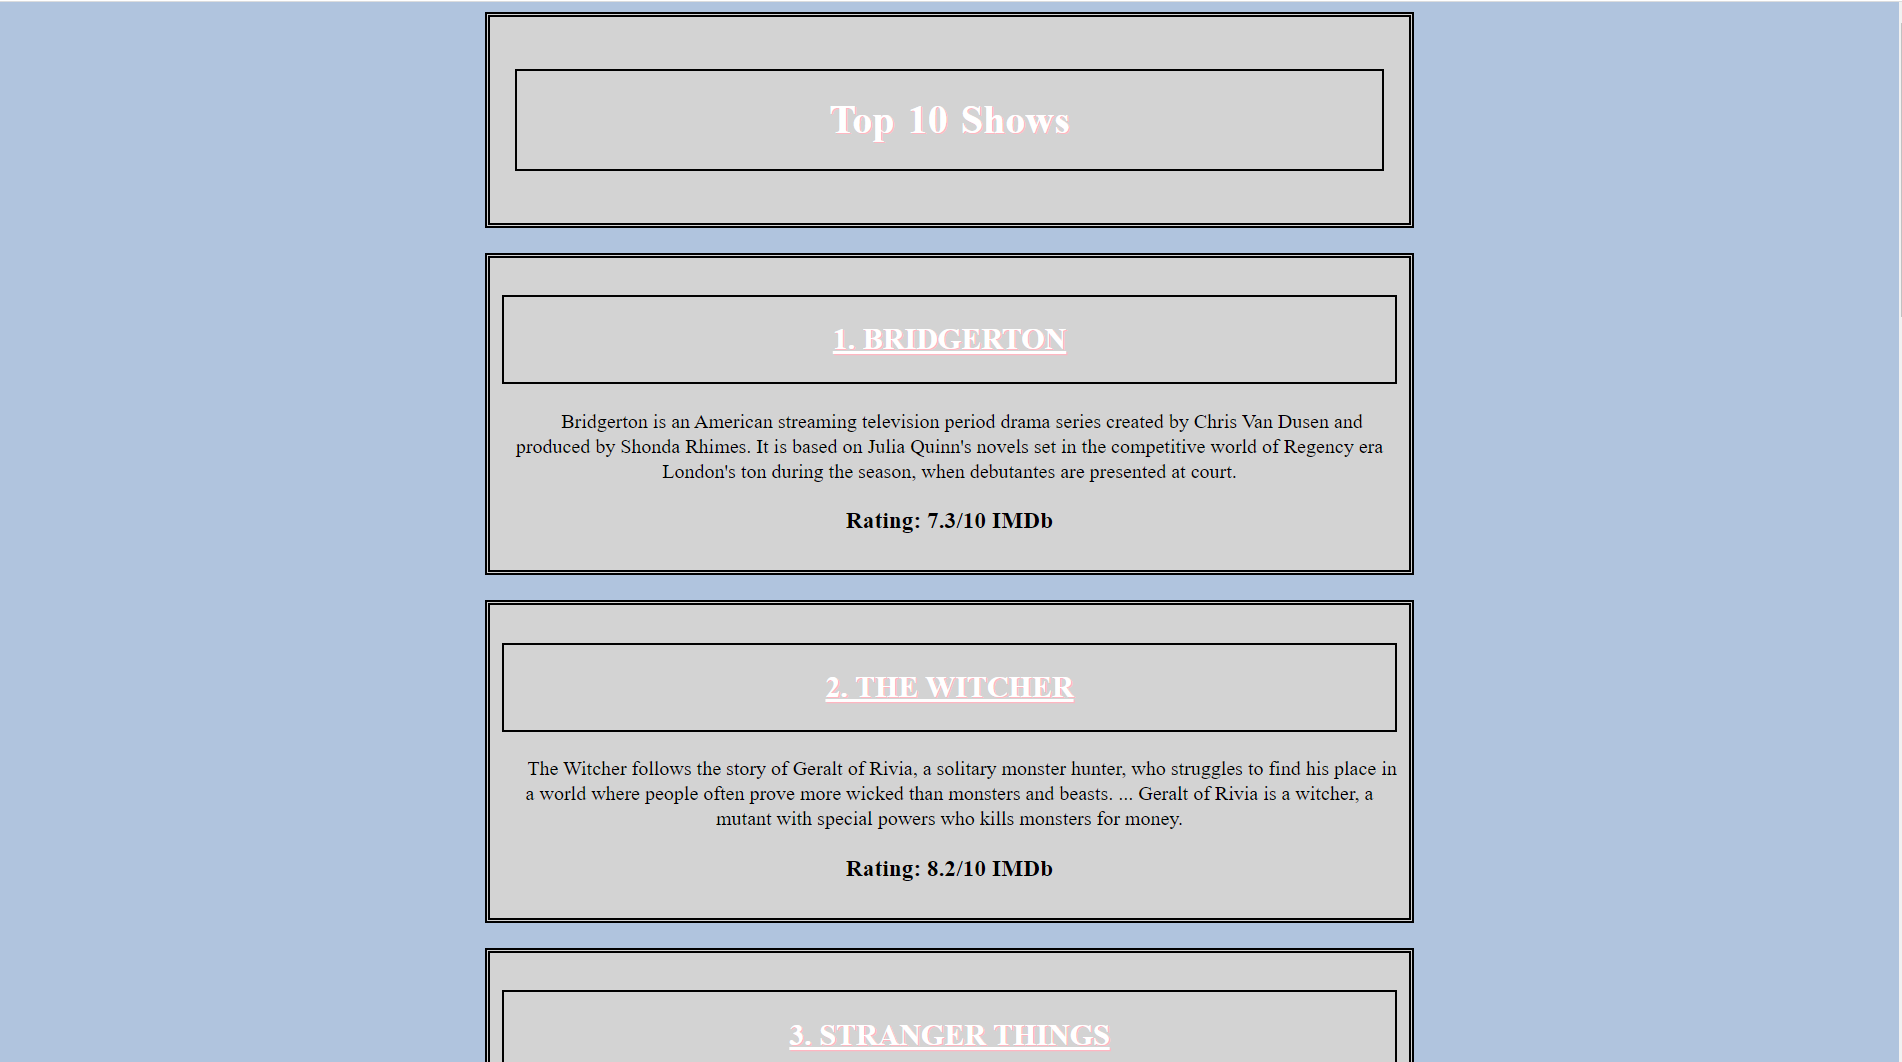 Top 10 Shows
1. BRIDGERTON
Bridgerton is an American streaming television period drama series created by Chris Van Dusen and
produced by Shonda Rhimes. It is based on Julia Quinn's novels set in the competitive world of Regency era
London's ton during the season, when debutantes are presented at court.
Rating: 7.3/10 IMDb
2. THE WITCHER
The Witcher follows the story of Geralt of Rivia, a solitary monster hunter, who struggles to find his place in
a world where people often prove more wicked than monsters and beasts. ... Geralt of Rivia is a witcher, a
mutant with special powers who kills monsters for money.
Rating: 8.2/10 IMDb
3. STRANGER THINGS